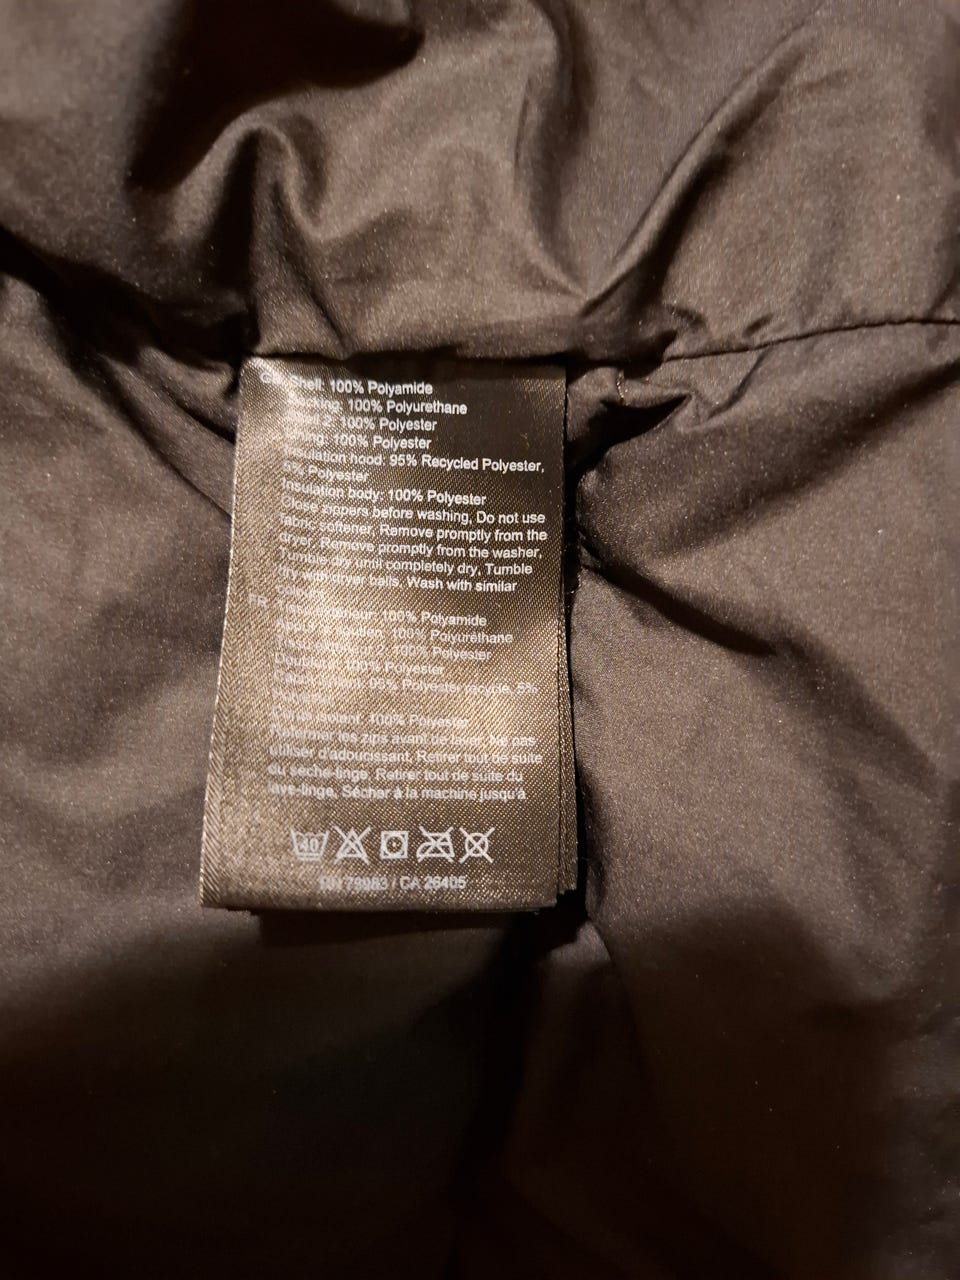 Shell: 100% Polyamide
100% Polyurethane
2: 100% Polyester
100% Polyester
Insulation hood: 95% Recycled Polyester,
5% Polyester
Insulation body: 100% Polyester
Close zippers before washing, Do not use
fabric softener, Remove promptly from the
dryer, Remove promptly from the washer,
Tumble dry until completely dry, Tumble
dry with dryer balls, Wash with similar
FR
100% Polyamide
100% Polyuréthane
2: 100% Polyester
100% Polyester
95% Polyester recyclé, 5%
Polyester
isolant: 100% Polyester
Refermer les zips avant de laver, Ne pas
utiliser d'adoucissant, Retirer tout de suite
du sèche-linge, Retirer tout de suite du
lave-linge, Sécher à la machine jusqu'à
40
/ CA 26405